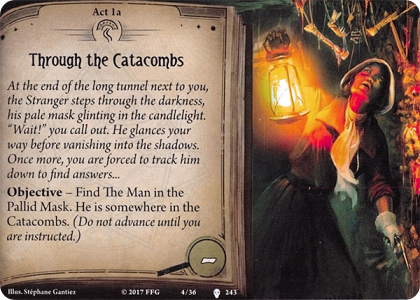 Act 1a
Through the Catacombs
At the end of the long tunnel next to you,
the Stranger steps through the darkness,
his pale mask glinting in the candlelight.
“Wait!” you call out. He glances your
way before vanishing into the shadows.
Once more, you are forced to track him
down to find answers...
Objective – Find The Man in the
Pallid Mask. He is somewhere in the
Catacombs. (Do not advance until you
are instructed.)
–
Illus. Stéphane Gantiez © 2017 FFG 4/36 243